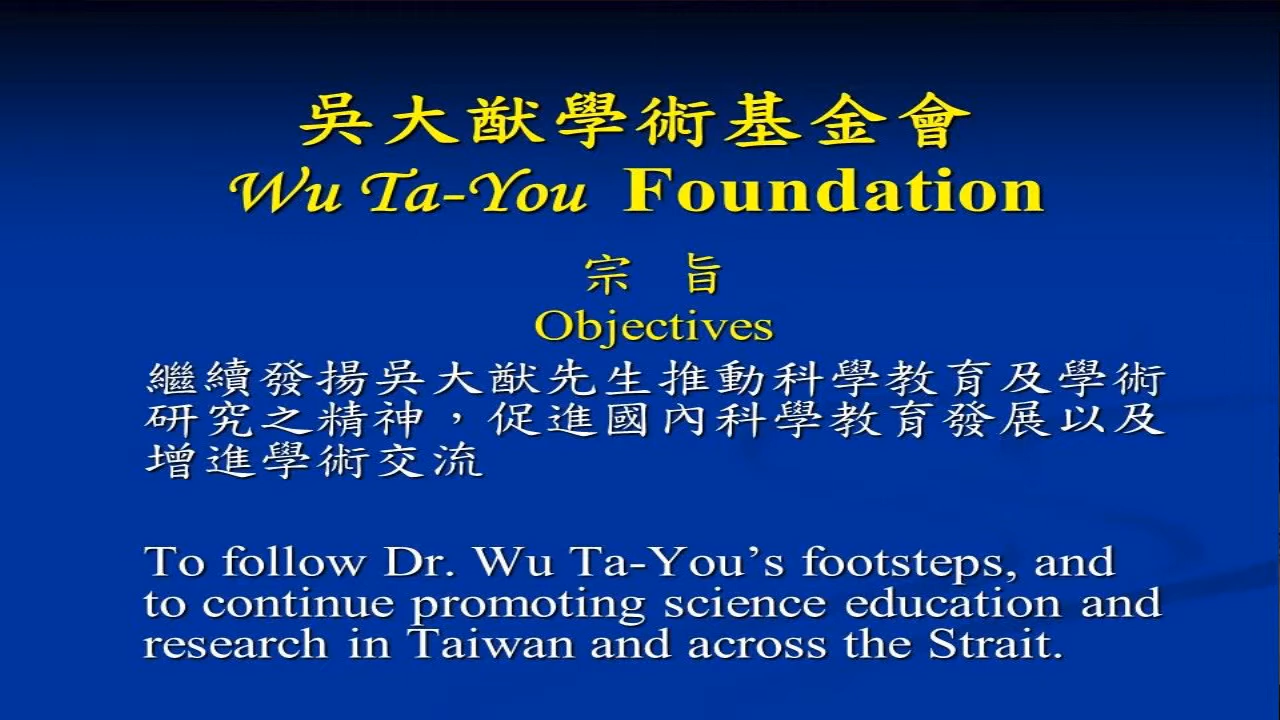 吳大猷學術基金會
Wu Ta-You Foundation
宗 旨
Objectives
繼續發揚吳大猷先生推動科學教育及學術
研究之精神，促進國內科學教育發展以及
增進學術交流
To follow Dr. Wu Ta-You’s footsteps, and
to continue promoting science education and
research in Taiwan and across the Strait.